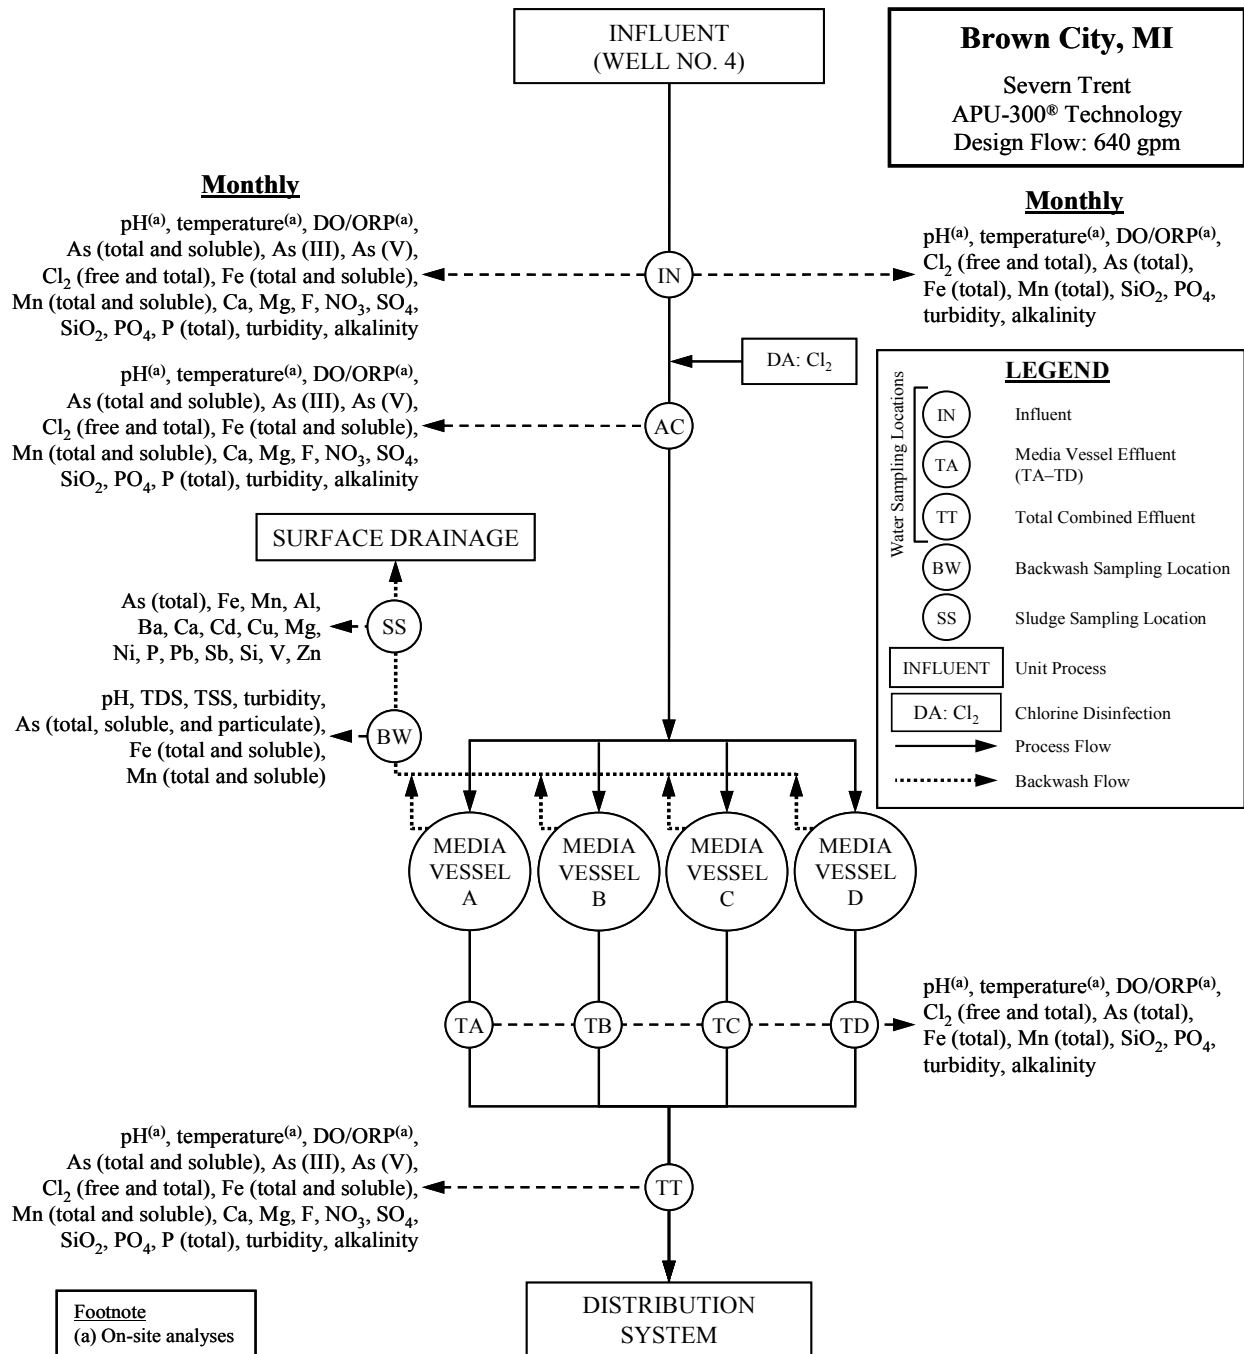 INFLUENT
(WELL NO. 4)
Brown City, MI
Severn Trent
APU-300® Technology
Design Flow: 640 gpm
Monthly
pH(a), temperature(a), DO/ORP(a),
As (total and soluble), As (III), As (V),
Cl2 (free and total), Fe (total and soluble),
Mn (total and soluble), Ca, Mg, F, NO3, SO4,
SiO2, PO4, P (total), turbidity, alkalinity
IN
Monthly
pH(a), temperature(a), DO/ORP(a),
Cl2 (free and total), As (total),
Fe (total), Mn (total), SiO2, PO4,
turbidity, alkalinity
DA: Cl2
pH(a), temperature(a), DO/ORP(a),
As (total and soluble), As (III), As (V),
Cl2 (free and total), Fe (total and soluble),
Mn (total and soluble), Ca, Mg, F, NO3, SO4,
SiO2, PO4, P (total), turbidity, alkalinity
AC
LEGEND
Water Sampling Locations
IN Influent
TA Media Vessel Effluent
(TA–TD)
TT Total Combined Effluent
BW Backwash Sampling Location
SS Sludge Sampling Location
INFLUENT Unit Process
DA: Cl2 Chlorine Disinfection
Process Flow
Backwash Flow
SURFACE DRAINAGE
As (total), Fe, Mn, Al,
Ba, Ca, Cd, Cu, Mg,
Ni, P, Pb, Sb, Si, V, Zn
SS
pH, TDS, TSS, turbidity,
As (total, soluble, and particulate),
Fe (total and soluble),
Mn (total and soluble)
BW
MEDIA
VESSEL
A
MEDIA
VESSEL
B
MEDIA
VESSEL
C
MEDIA
VESSEL
D
TA
TB
TC
TD
pH(a), temperature(a), DO/ORP(a),
Cl2 (free and total), As (total),
Fe (total), Mn (total), SiO2, PO4,
turbidity, alkalinity
pH(a), temperature(a), DO/ORP(a),
As (total and soluble), As (III), As (V),
Cl2 (free and total), Fe (total and soluble),
Mn (total and soluble), Ca, Mg, F, NO3, SO4,
SiO2, PO4, P (total), turbidity, alkalinity
TT
DISTRIBUTION
SYSTEM
Footnote
(a) On-site analyses